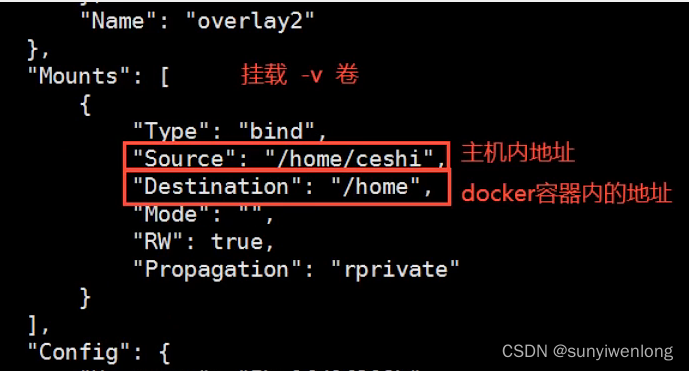 "Name": "overlay2"
},
"Mounts": [ 挂载 -v 卷
{
"Type": "bind",
"Source": "/home/ceshi", 主机内地址
"Destination": "/home", docker容器内的地址
"Mode": "",
"RW": true,
"Propagation": "rprivate"
}
],
"Config": {
CSDN @sunyiwenlong